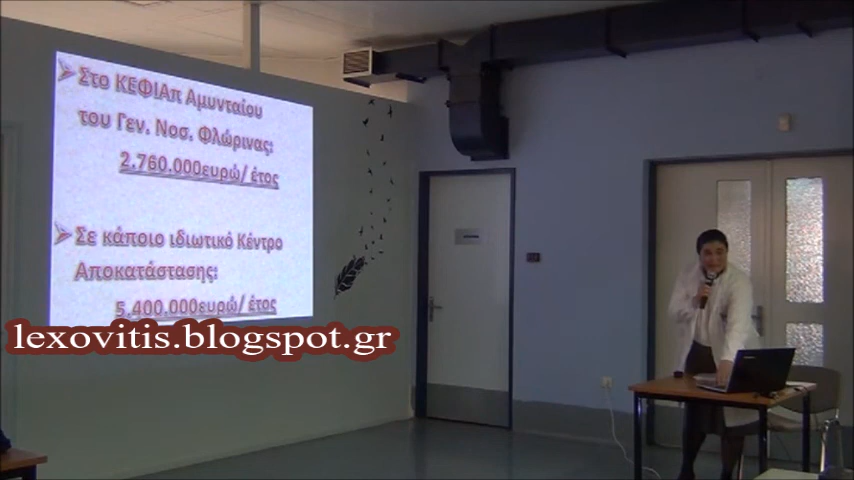 Στο ΚΕΦΙΑπ Αμυνταίου
του Γεν. Νοσ. Φλώρινας:
2.760.000ευρώ/ έτος
Σε κάποιο ιδιωτικό Κέντρο
Αποκατάστασης:
5.400.000ευρώ/ έτος
lexovitis.blogspot.gr